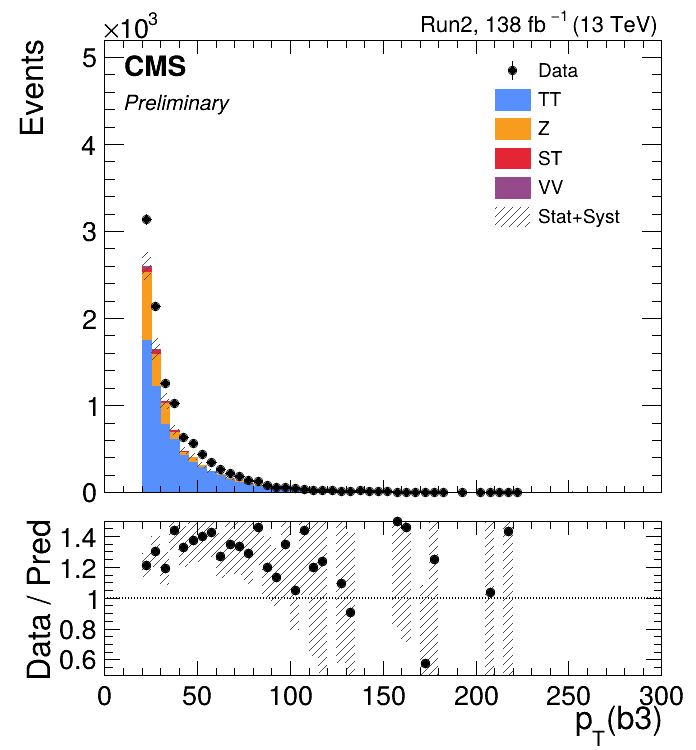 ×10³
Run2, 138 fb⁻¹ (13 TeV)
Events
5
4
3
2
1
0
CMS
Preliminary
Data
TT
Z
ST
VV
Stat+Syst
Data / Pred
1.4
1.2
1
0.8
0.6
0 50 100 150 200 250 300
p_T(b3)